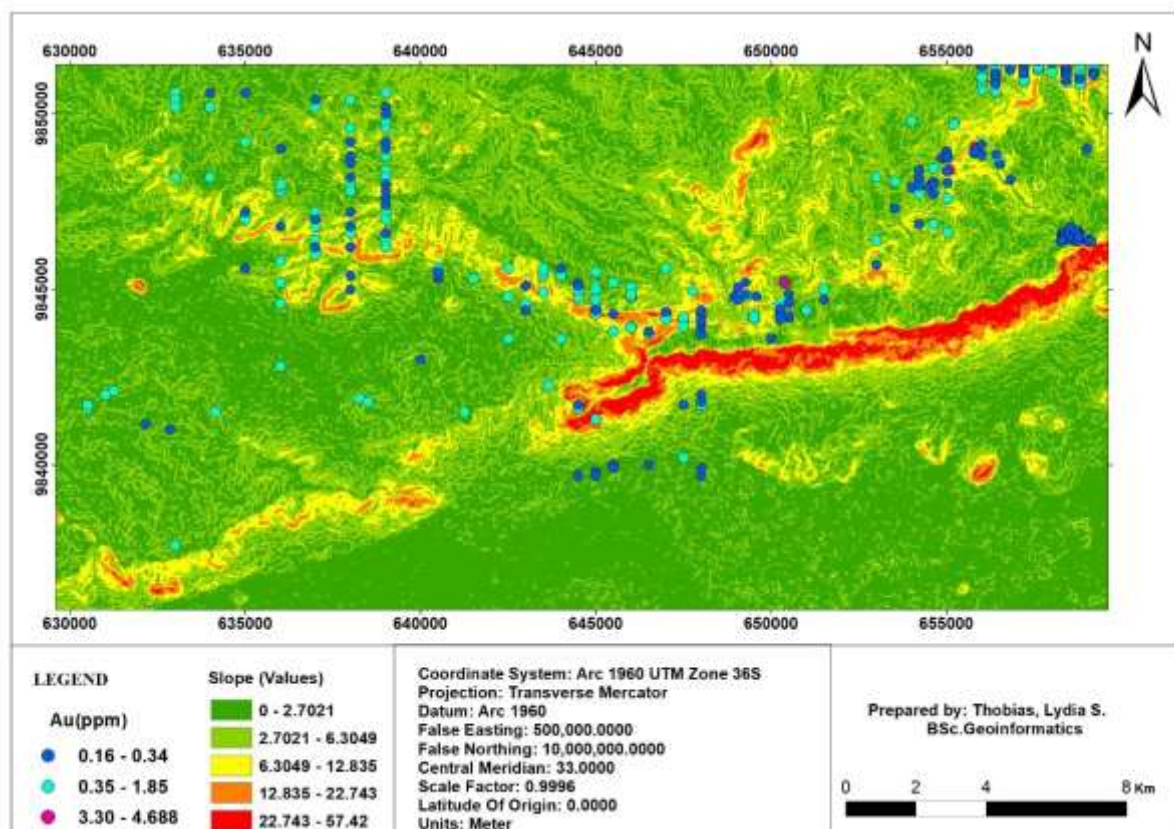 630000 635000 640000 645000 650000 655000
N
9850000
9845000
9840000
630000 635000 640000 645000 650000 655000
LEGEND
Au(ppm)
0.16 - 0.34
0.35 - 1.85
3.30 - 4.688
Slope (Values)
0 - 2.7021
2.7021 - 6.3049
6.3049 - 12.835
12.835 - 22.743
22.743 - 57.42
Coordinate System: Arc 1960 UTM Zone 36S
Projection: Transverse Mercator
Datum: Arc 1960
False Easting: 500,000.0000
False Northing: 10,000,000.0000
Central Meridian: 33.0000
Scale Factor: 0.9996
Latitude Of Origin: 0.0000
Units: Meter
Prepared by: Thobias, Lydia S.
BSc.Geoinformatics
0 2 4 8 Km